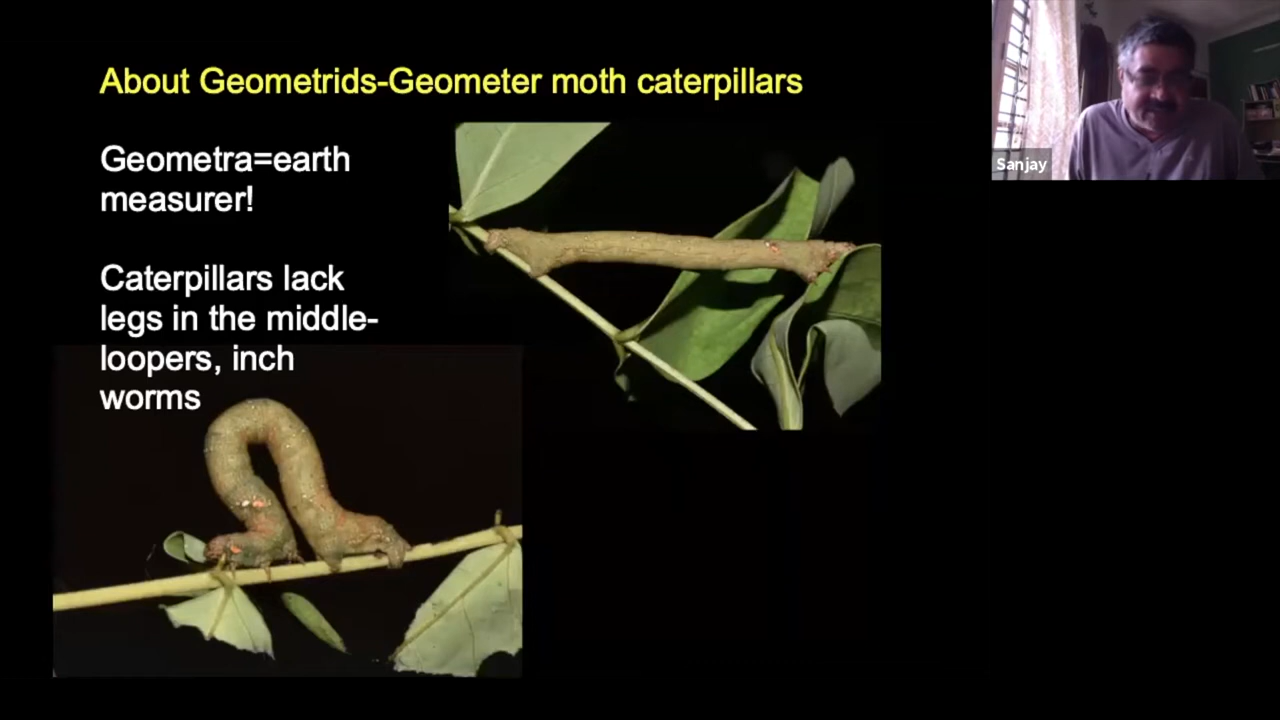 About Geometrids-Geometer moth caterpillars
Geometra=earth
measurer!
Caterpillars lack
legs in the middle-
loopers, inch
worms
Sanjay